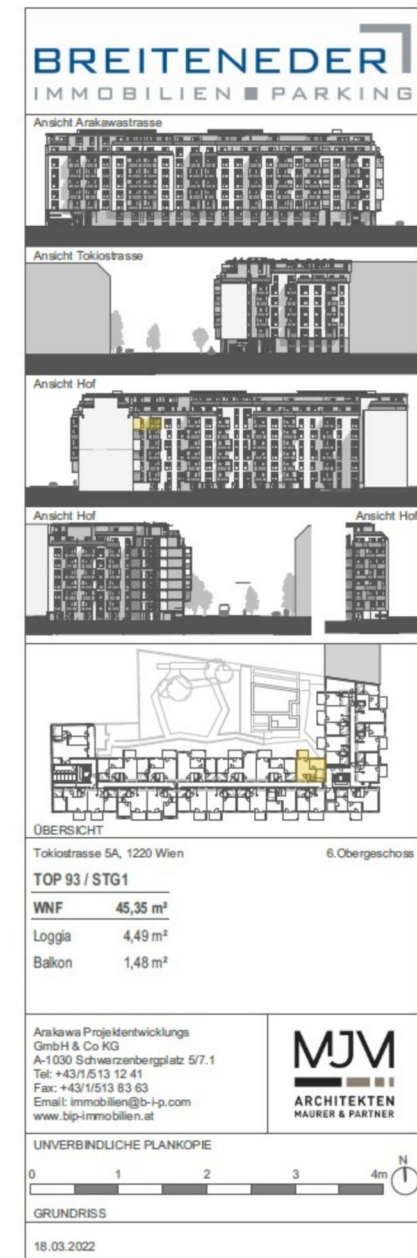 BREITENEDER
IMMOBILIEN ■ PARKING
Ansicht Arakawastrasse
Ansicht Tokiostrasse
Ansicht Hof
Ansicht Hof Ansicht Hof
ÜBERSICHT
Tokiostrasse 5A, 1220 Wien 6.Obergeschoss
TOP 93 / STG1
WNF 45,35 m²
Loggia 4,49 m²
Balkon 1,48 m²
Arakawa Projektentwicklungs
GmbH & Co KG
A-1030 Schwarzenbergplatz 5/7.1
Tel: +43/1/513 12 41
Fax: +43/1/513 83 63
Email: immobilien@b-i-p.com
www.bip-immobilien.at
MJM
ARCHITEKTEN
MAURER & PARTNER
UNVERBINDLICHE PLANKOPIE
0 1 2 3 4m N
GRUNDRISS
18.03.2022